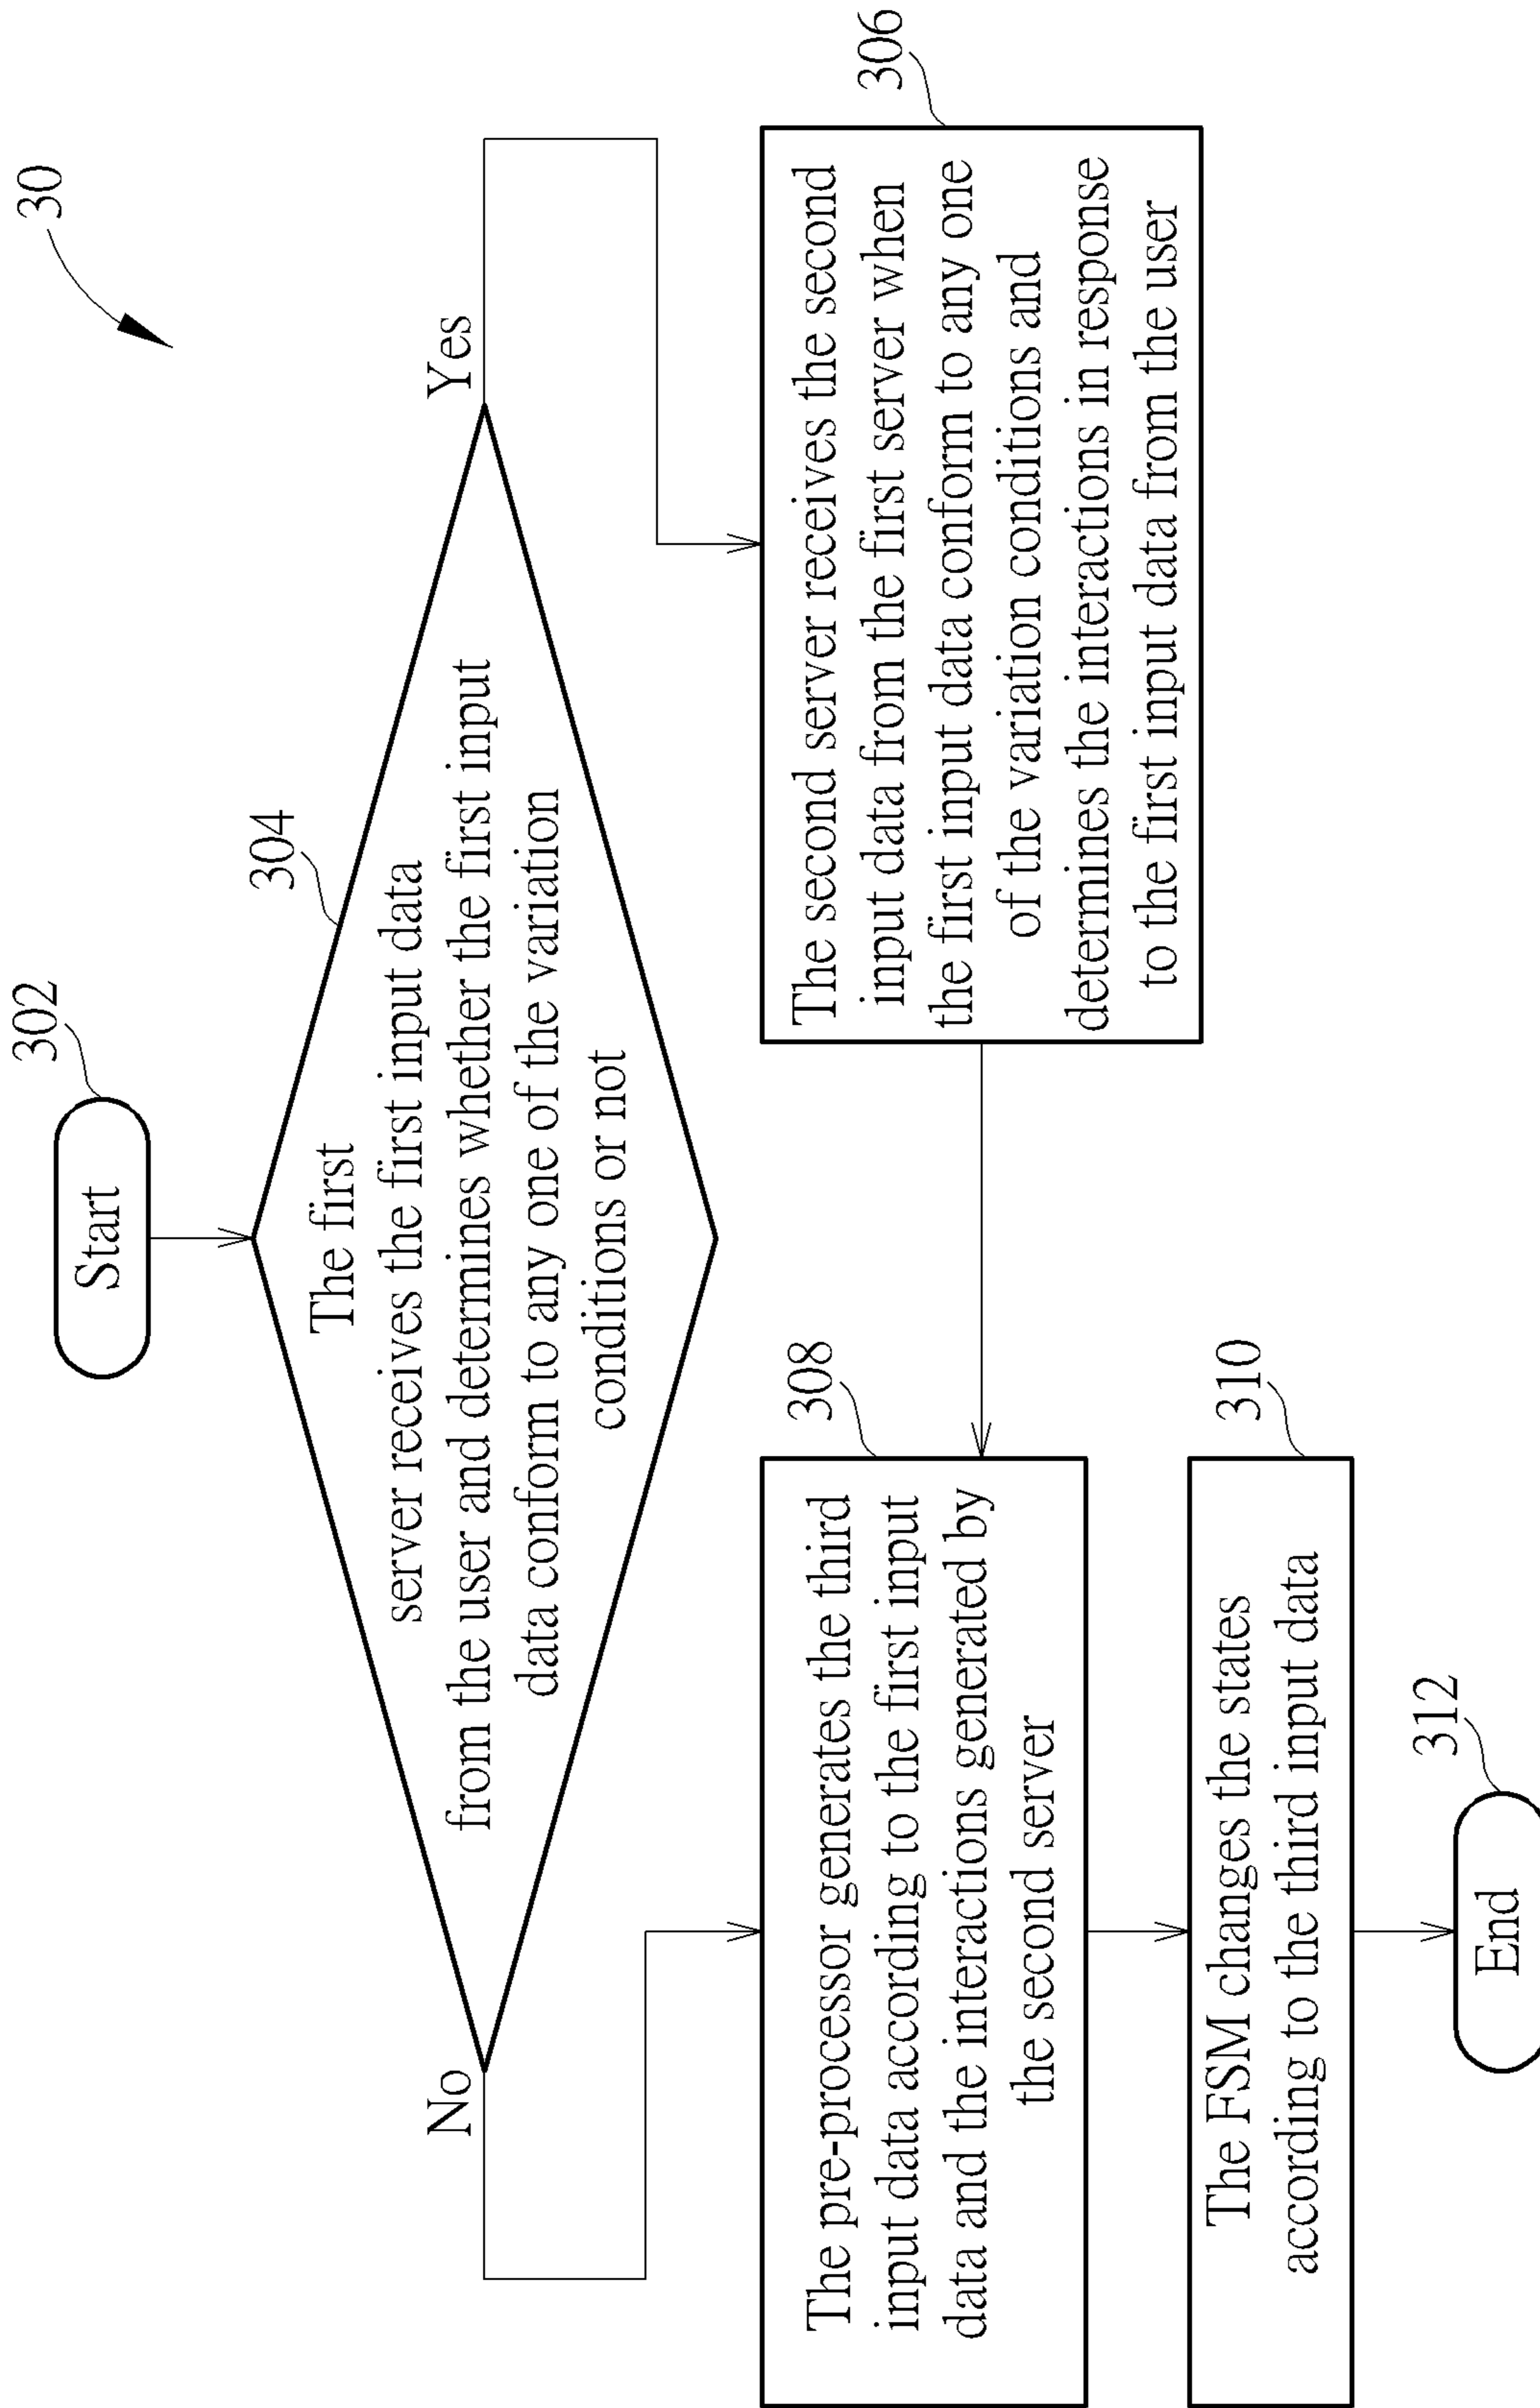 30
302
Start
304
The first
server receives the first input data
from the user and determines whether the first input
data conform to any one of the variation
conditions or not
No
Yes
306
The second server receives the second
input data from the first server when
the first input data conform to any one
of the variation conditions and
determines the interactions in response
to the first input data from the user
308
The pre-processor generates the third
input data according to the first input
data and the interactions generated by
the second server
310
The FSM changes the states
according to the third input data
312
End